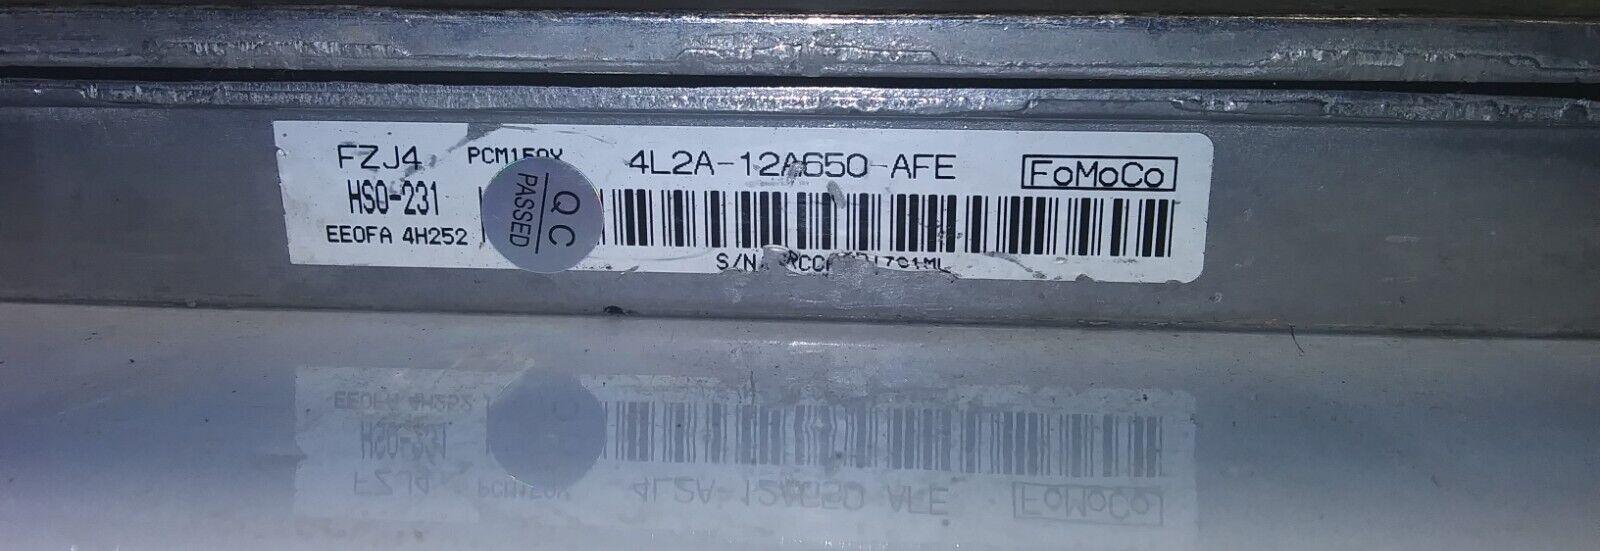 FZJ4 4L2A-12A650-AFE FoMoCo
HSO-231
EEOFA 4H252
QC PASSED
S/N